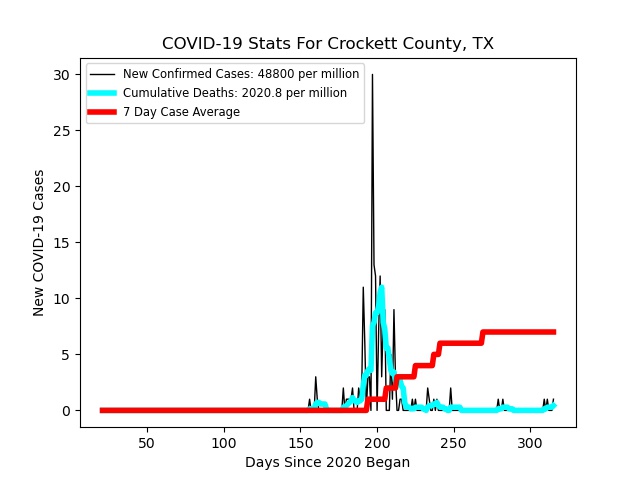 COVID-19 Stats For Crockett County, TX
New Confirmed Cases: 48800 per million
Cumulative Deaths: 2020.8 per million
7 Day Case Average
New COVID-19 Cases
30
25
20
15
10
5
0
50 100 150 200 250 300
Days Since 2020 Began